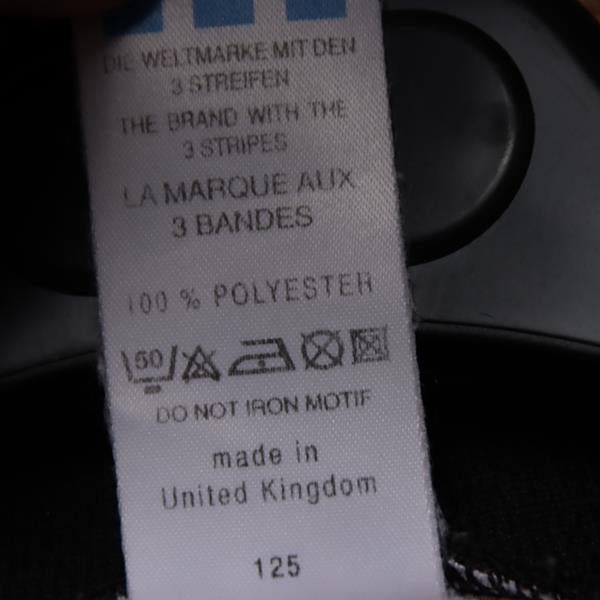 DIE WELTMARKE MIT DEN
3 STREIFEN
THE BRAND WITH THE
3 STRIPES
LA MARQUE AUX
3 BANDES
100 % POLYESTER
50
DO NOT IRON MOTIF
made in
United Kingdom
125